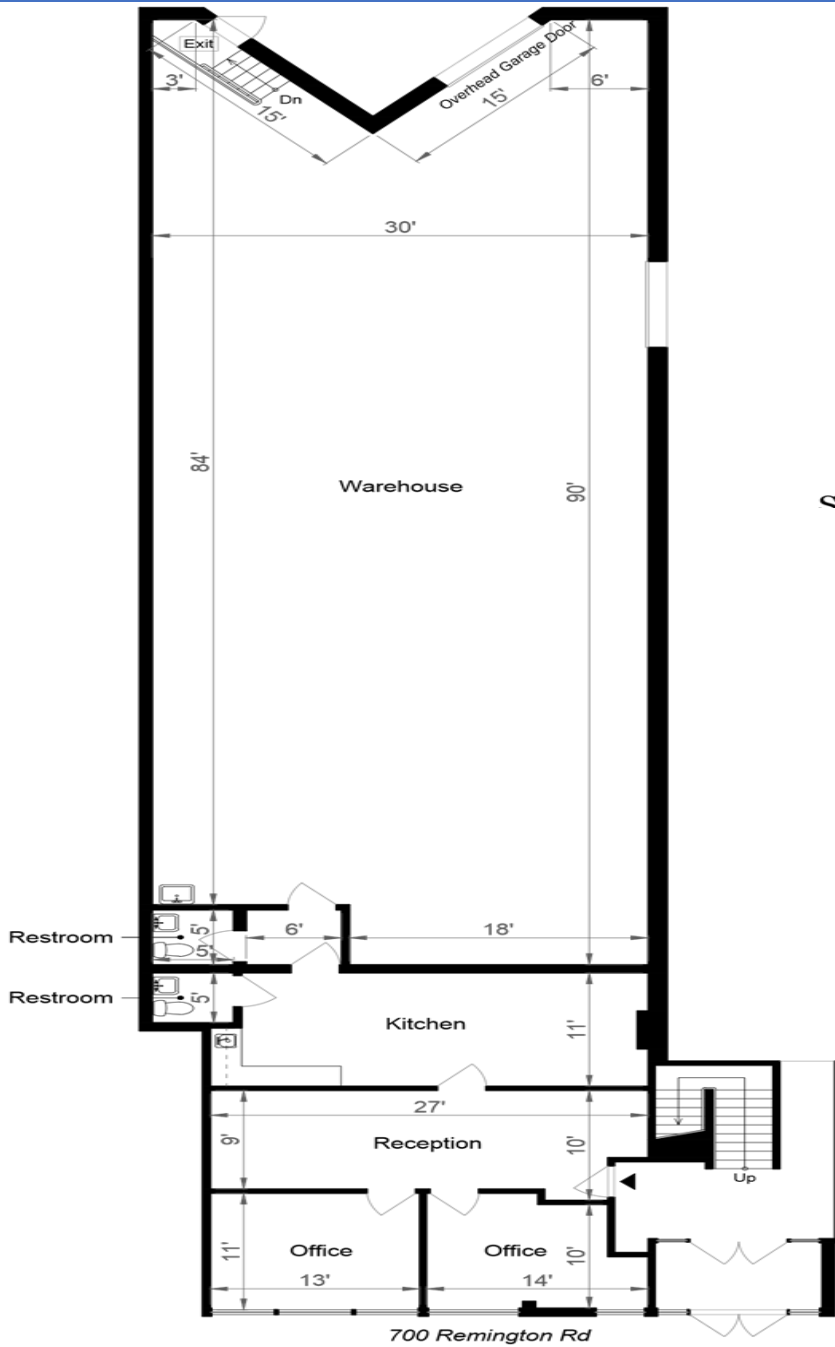 Exit
Overhead Garage Door
3'
6'
Dn
15'
15'
30'
84'
Warehouse
90'
Restroom
5'
5'
6'
18'
Restroom
5'
Kitchen
11'
27'
9'
Reception
10'
Up
11'
Office
Office
10'
13'
14'
700 Remington Rd